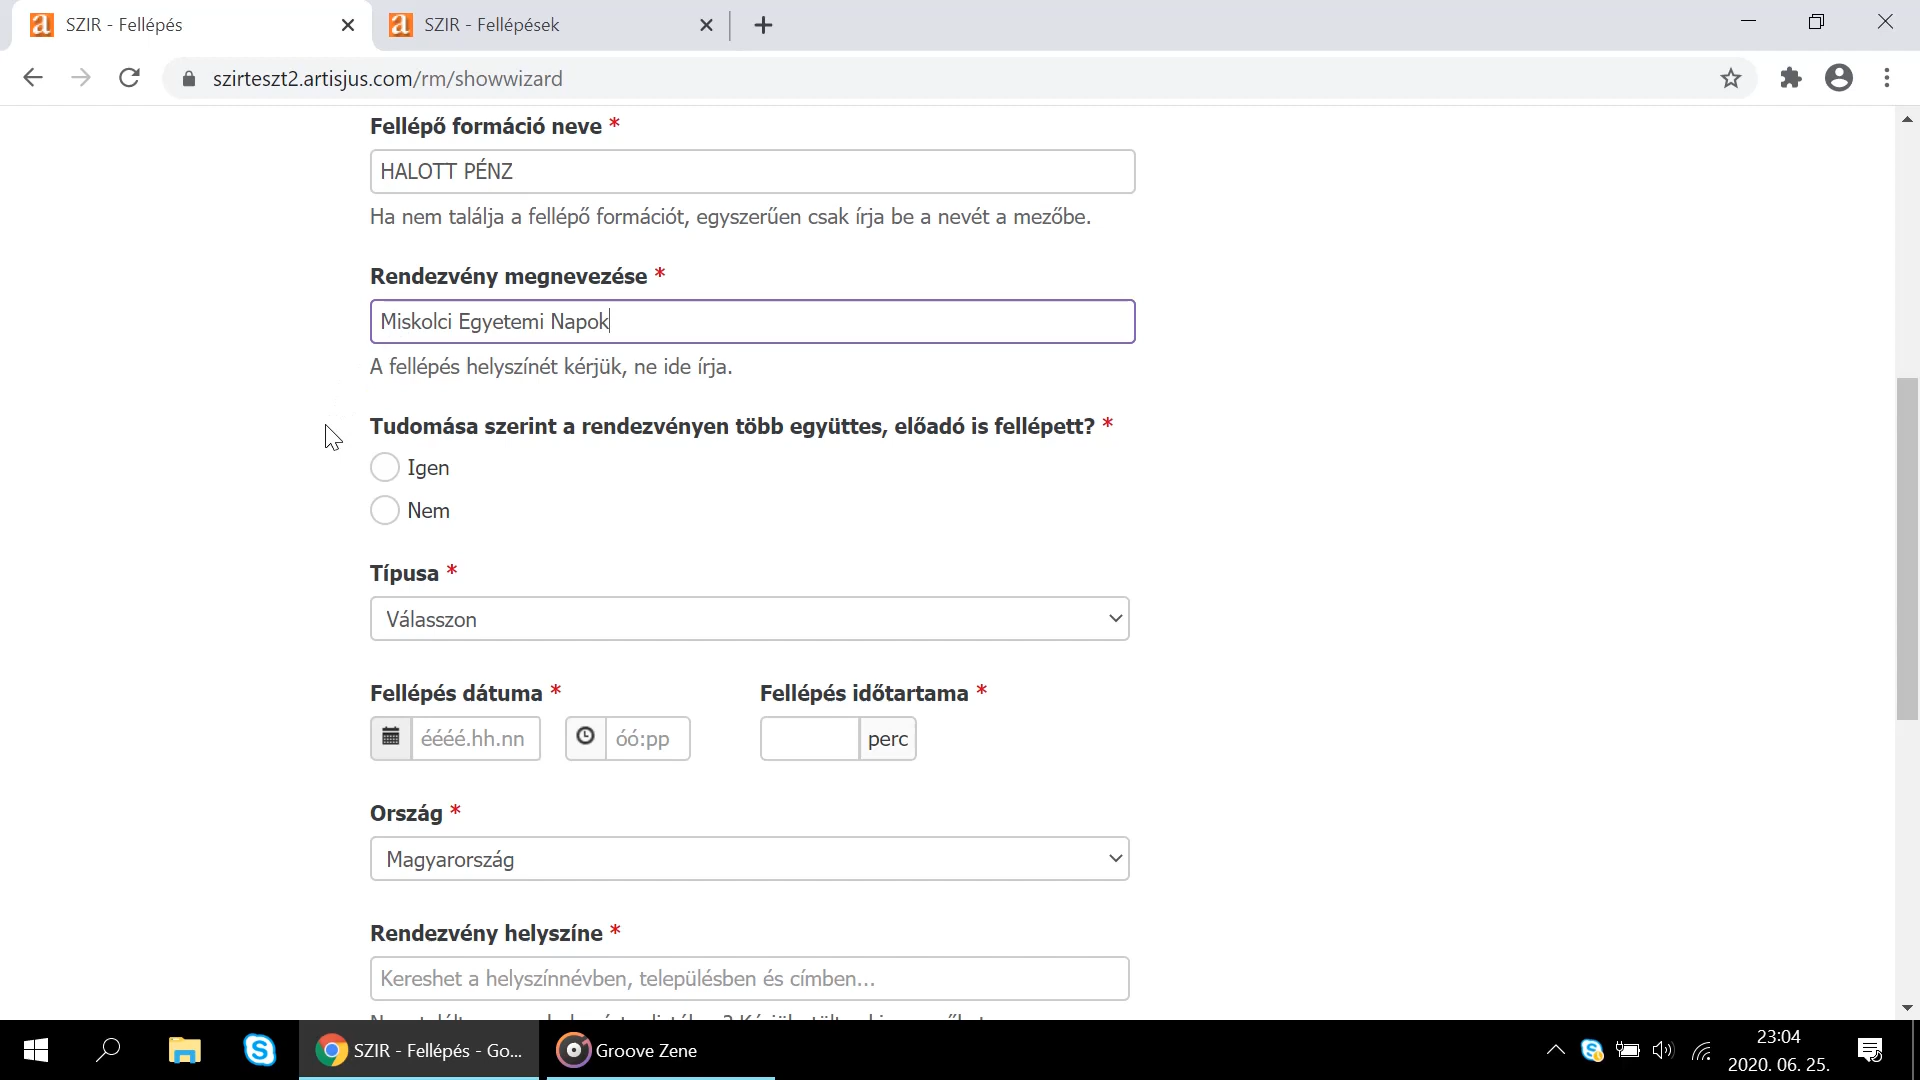 SZIR - Fellépés
SZIR - Fellépések
szirteszt2.artisjus.com/rm/showwizard
Fellépő formáció neve *
HALOTT PÉNZ
Ha nem találja a fellépő formációt, egyszerűen csak írja be a nevét a mezőbe.
Rendezvény megnevezése *
Miskolci Egyetemi Napok
A fellépés helyszínét kérjük, ne ide írja.
Tudomása szerint a rendezvényen több együttes, előadó is fellépett? *
Igen
Nem
Típusa *
Válasszon
Fellépés dátuma *
Fellépés időtartama *
éééé.hh.nn
óó:pp
perc
Ország *
Magyarország
Rendezvény helyszíne *
Kereshet a helyszínnévben, településben és címben...
SZIR - Fellépés - Go...
Groove Zene
23:04
2020. 06. 25.